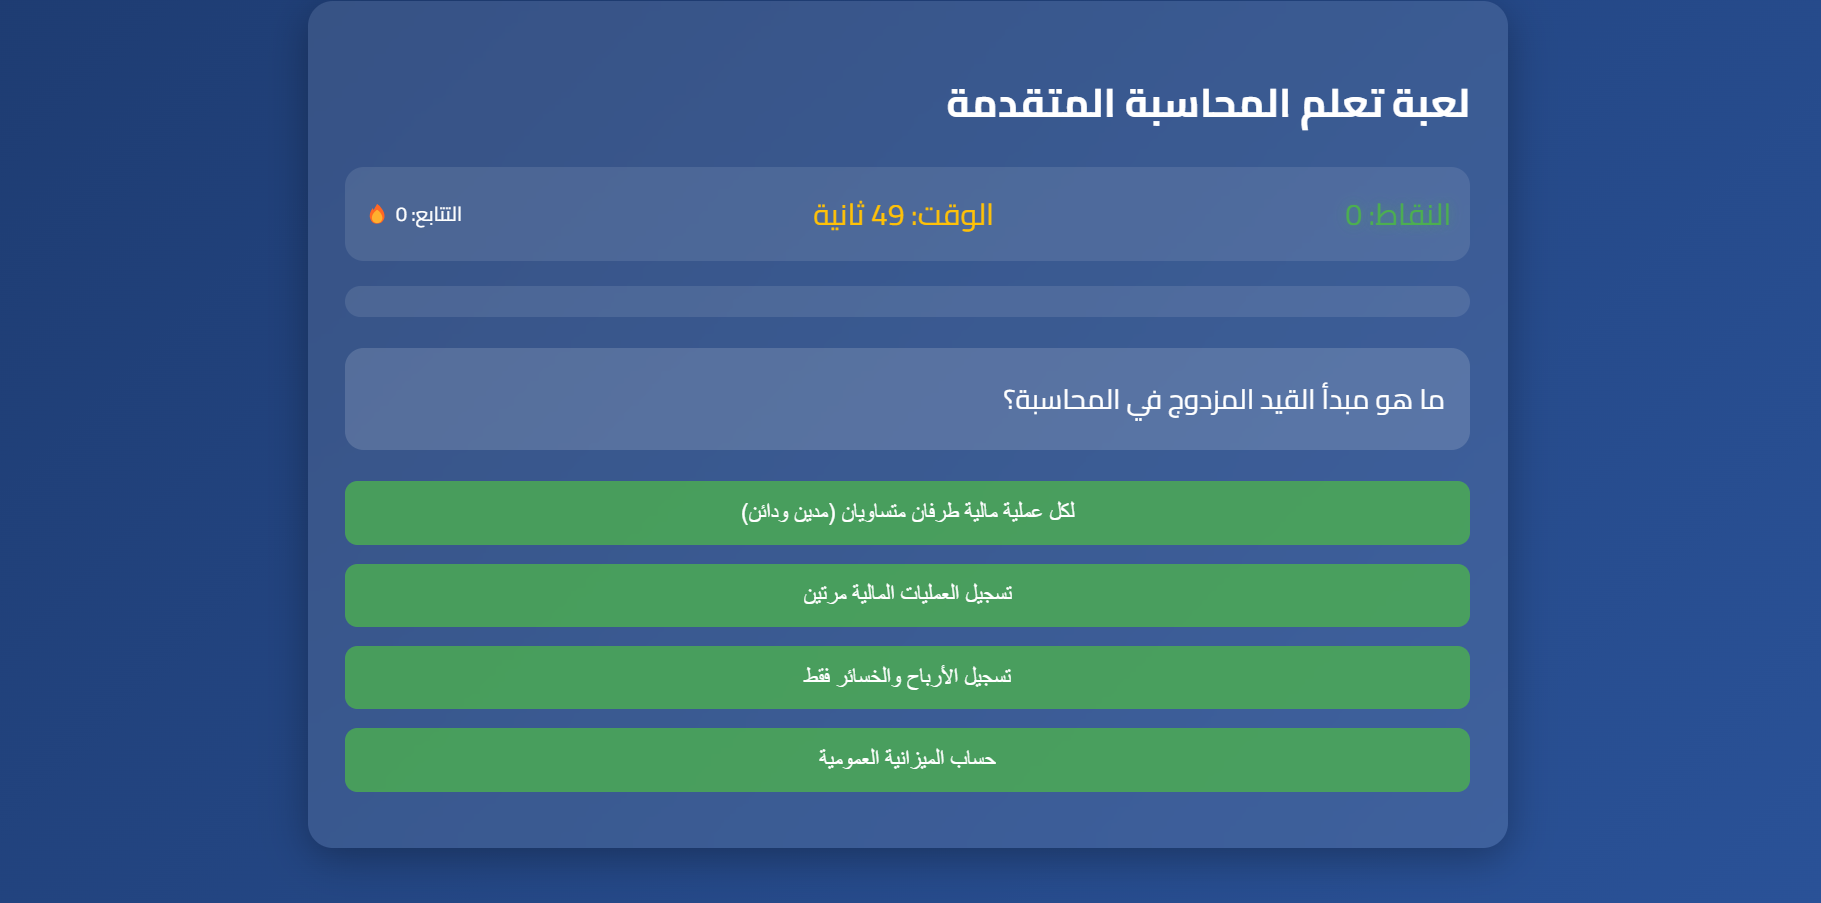 لعبة تعلم المحاسبة المتقدمة
النقاط: 0
الوقت: 49 ثانية
التتابع: 0 🔥
ما هو مبدأ القيد المزدوج في المحاسبة؟
لكل عملية مالية طرفان متساويان (مدين ودائن)
تسجيل العمليات المالية مرتين
تسجيل الأرباح والخسائر فقط
حساب الميزانية العمومية